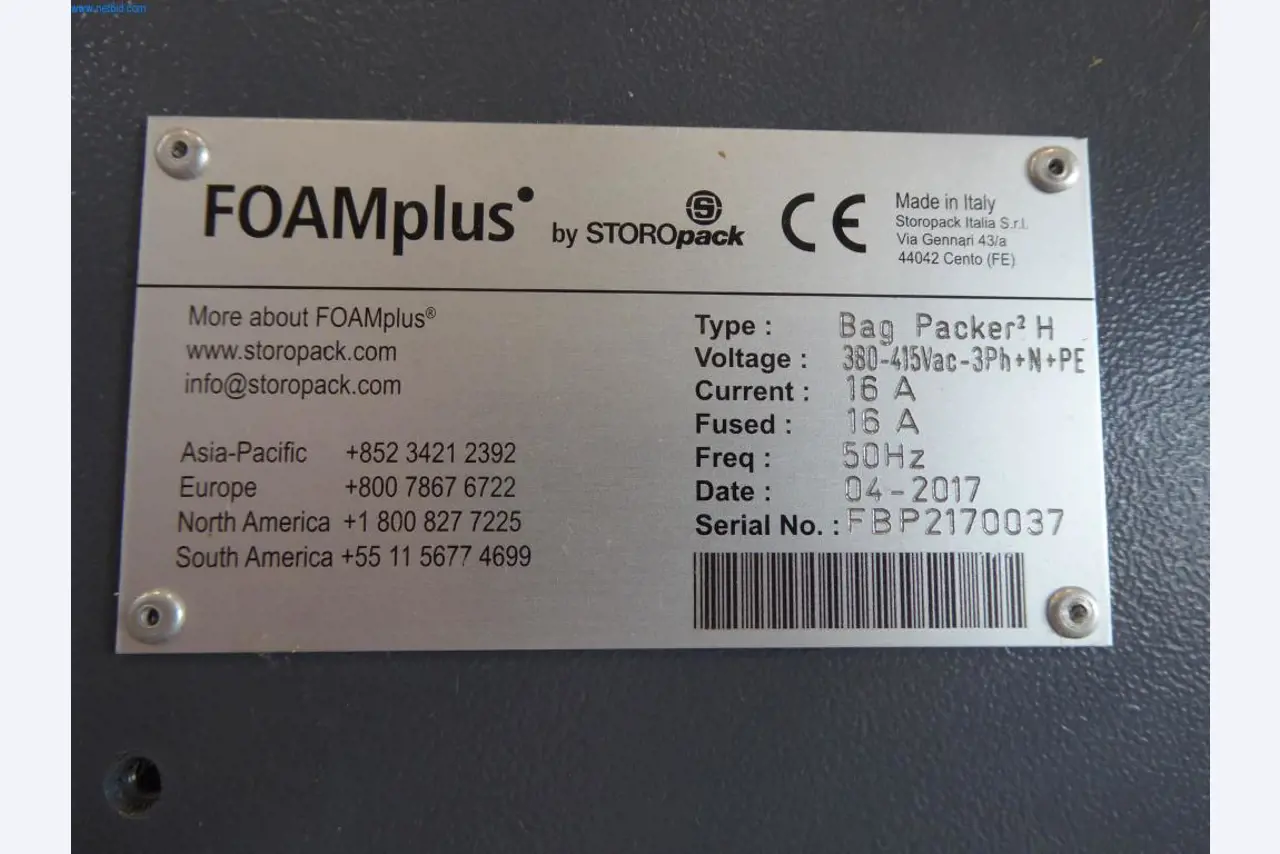 www.netbid.com
FOAMplus
by STOROpack
CE
Made in Italy
Storopack Italia S.r.l.
Via Gennari 43/a
44042 Cento (FE)
More about FOAMplus®
www.storopack.com
info@storopack.com
Asia-Pacific +852 3421 2392
Europe +800 7867 6722
North America +1 800 827 7225
South America +55 11 5677 4699
Type : Bag Packer² H
Voltage : 380-415Vac-3Ph+N+PE
Current : 16 A
Fused : 16 A
Freq : 50Hz
Date : 04-2017
Serial No. : FBP2170037